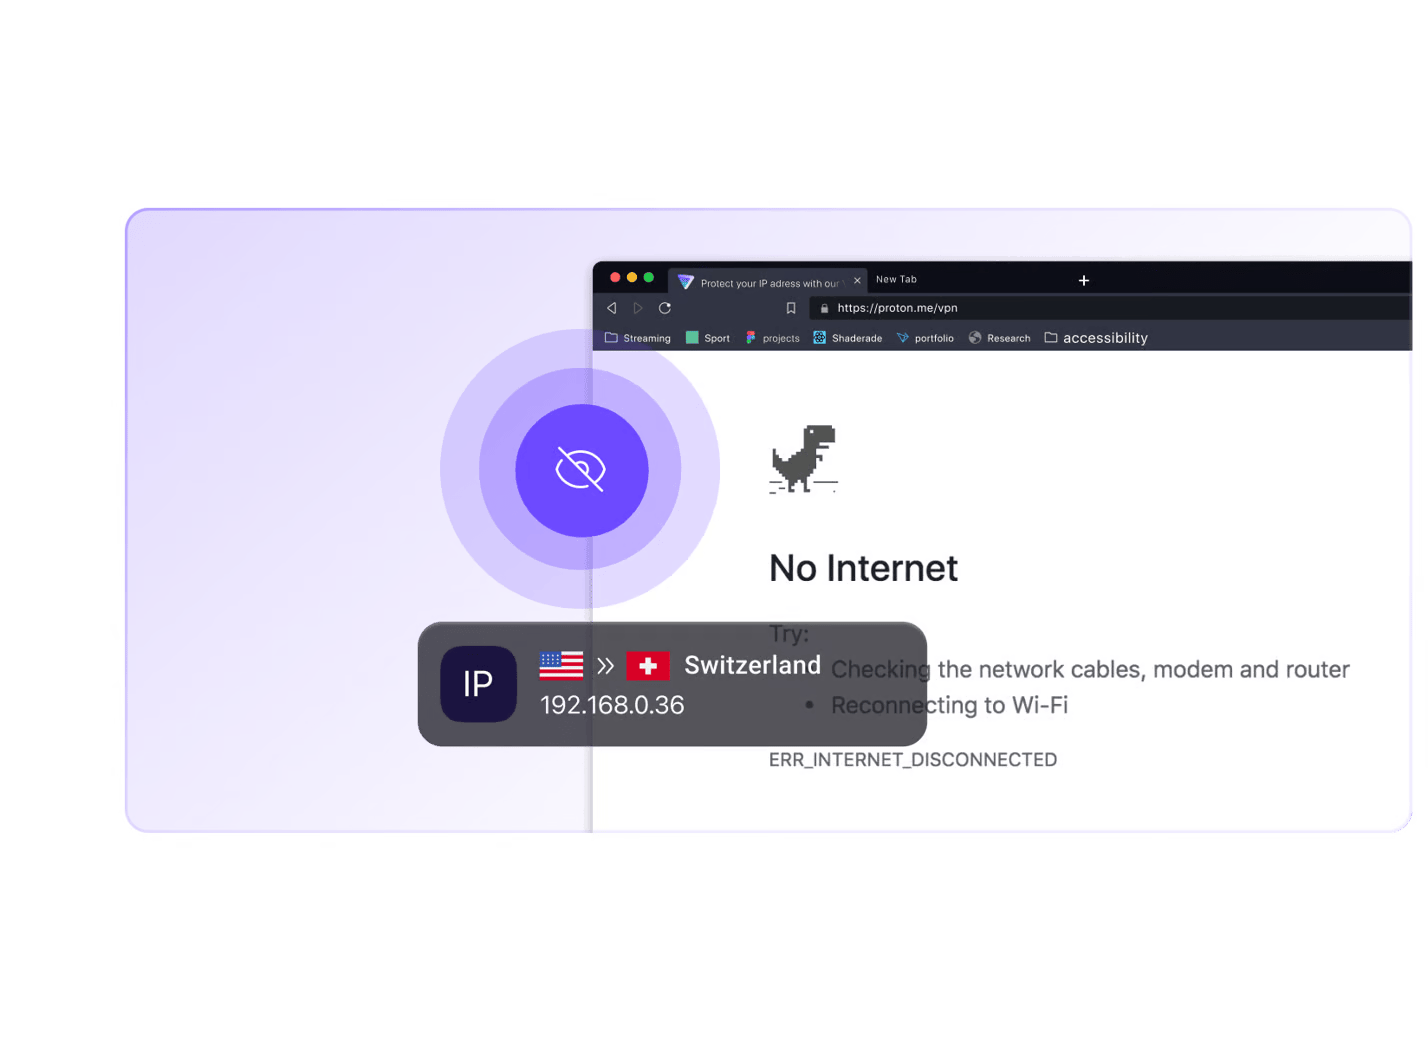 Protect your IP adress with our
New Tab
https://proton.me/vpn
Streaming Sport projects Shaderade portfolio Research accessibility
No Internet
Try:
Checking the network cables, modem and router
• Reconnecting to Wi-Fi
ERR_INTERNET_DISCONNECTED
IP
Switzerland
192.168.0.36